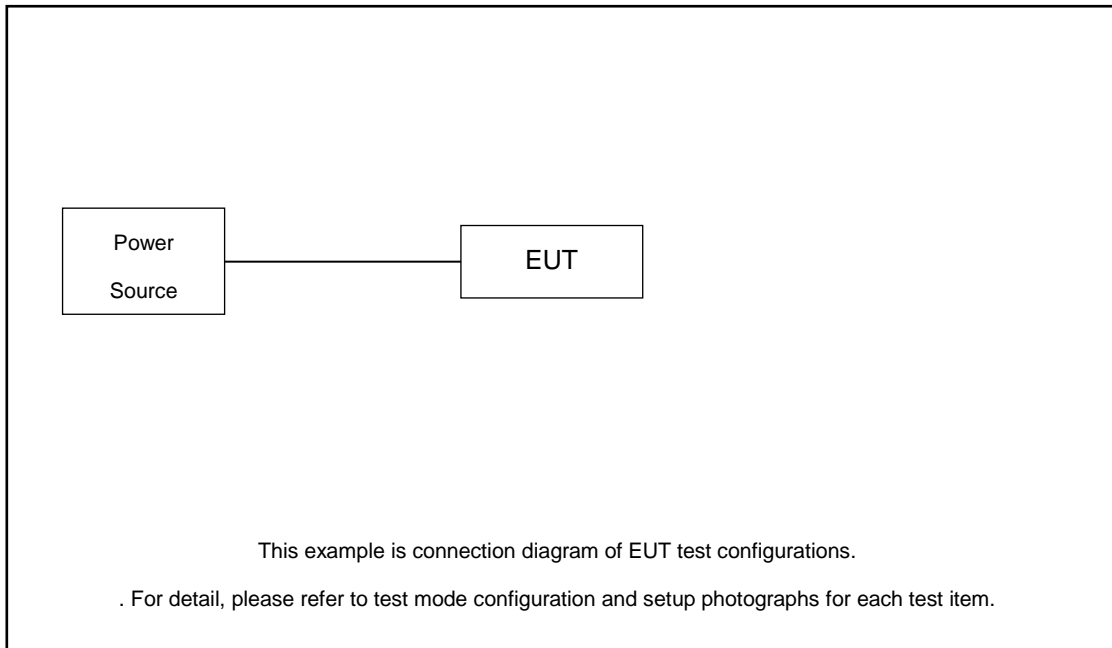 Power
Source
EUT
This example is connection diagram of EUT test configurations.
. For detail, please refer to test mode configuration and setup photographs for each test item.